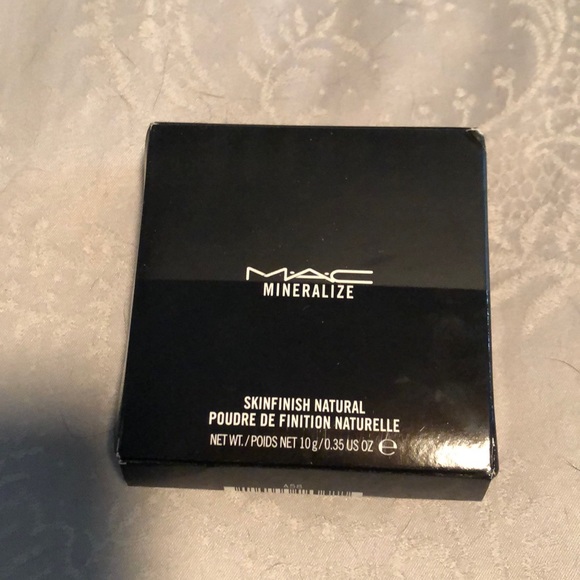 M·A·C
MINERALIZE
SKINFINISH NATURAL
POUDRE DE FINITION NATURELLE
NET WT./POIDS NET 10 g/0.35 US OZ ℮